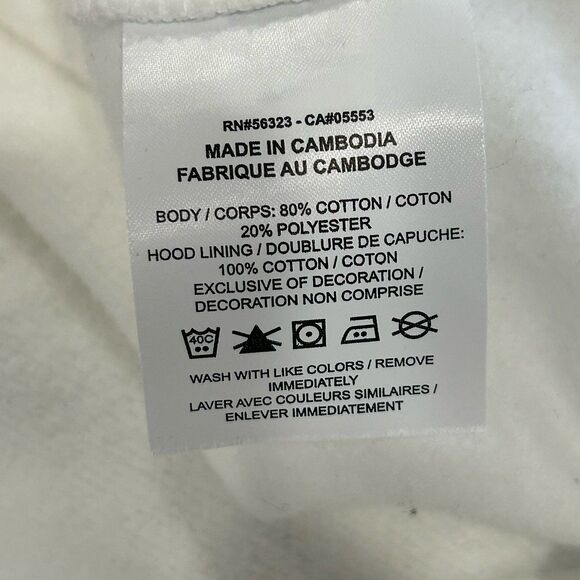 RN#56323 - CA#05553
MADE IN CAMBODIA
FABRIQUE AU CAMBODGE
BODY / CORPS: 80% COTTON / COTON
20% POLYESTER
HOOD LINING / DOUBLURE DE CAPUCHE:
100% COTTON / COTON
EXCLUSIVE OF DECORATION /
DECORATION NON COMPRISE
40C
WASH WITH LIKE COLORS / REMOVE
IMMEDIATELY
LAVER AVEC COULEURS SIMILAIRES /
ENLEVER IMMEDIATEMENT